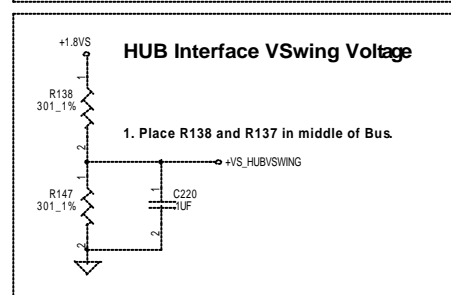 +1.8VS
HUB Interface VSwing Voltage
1
R138
301_1%
2
1. Place R138 and R137 in middle of Bus.
+VS_HUBVSWING
1
R147
301_1%
2
1
C220
.1UF
2